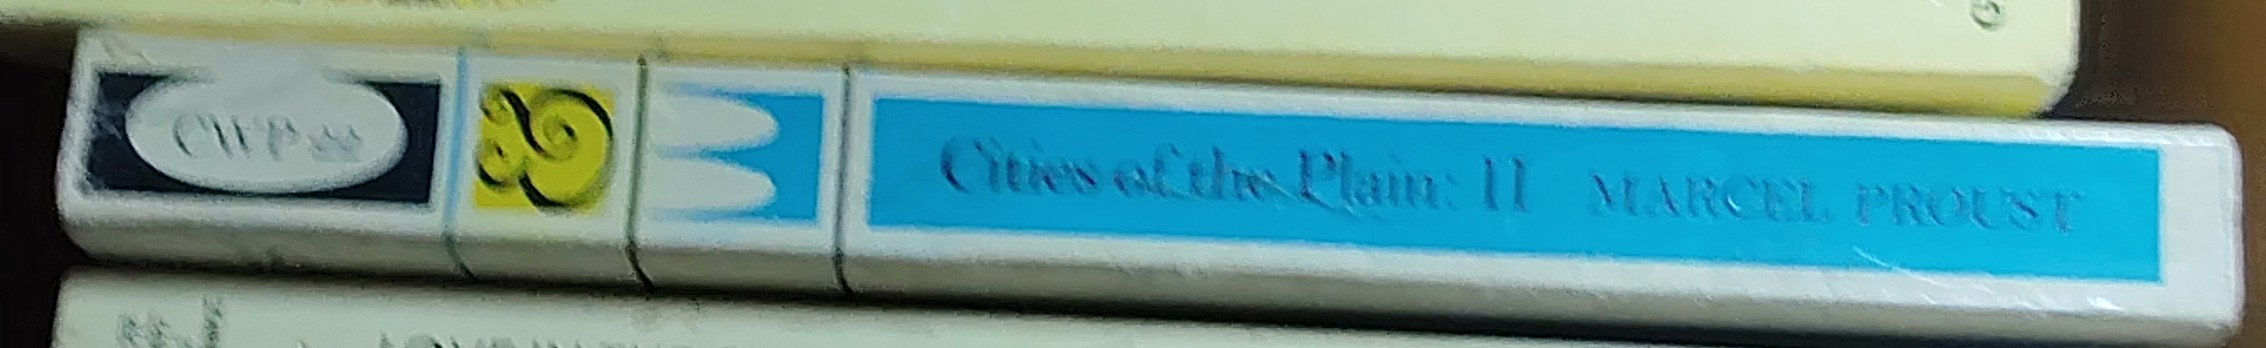 CWP
Cities of the Plain: II MARCEL PROUST